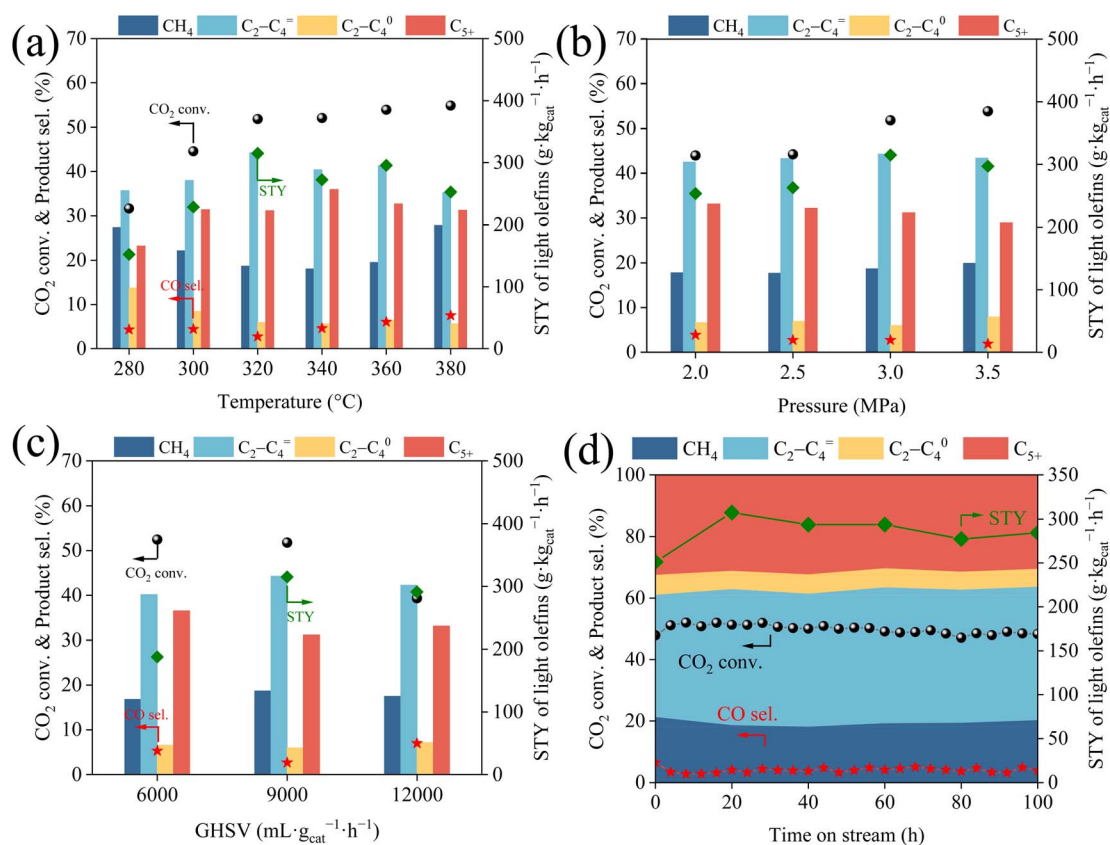 (a)
CH₄ C₂–C₄⁼ C₂–C₄⁰ C₅₊
CO₂ conv. & Product sel. (%)
70
60
50
40
30
20
10
0
CO₂ conv.
STY
CO sel.
500
400
300
200
100
0
STY of light olefins (g·kg_cat⁻¹·h⁻¹)
280 300 320 340 360 380
Temperature (°C)
(b)
CH₄ C₂–C₄⁼ C₂–C₄⁰ C₅₊
CO₂ conv. & Product sel. (%)
70
60
50
40
30
20
10
0
500
400
300
200
100
0
STY of light olefins (g·kg_cat⁻¹·h⁻¹)
2.0 2.5 3.0 3.5
Pressure (MPa)
(c)
CH₄ C₂–C₄⁼ C₂–C₄⁰ C₅₊
CO₂ conv. & Product sel. (%)
70
60
50
40
30
20
10
0
CO₂ conv.
STY
CO sel.
500
400
300
200
100
0
STY of light olefins (g·kg_cat⁻¹·h⁻¹)
6000 9000 12000
GHSV (mL·g_cat⁻¹·h⁻¹)
(d)
CH₄ C₂–C₄⁼ C₂–C₄⁰ C₅₊
CO₂ conv. & Product sel. (%)
100
80
60
40
20
0
STY
CO₂ conv.
CO sel.
350
300
250
200
150
100
50
0
STY of light olefins (g·kg_cat⁻¹·h⁻¹)
0 20 40 60 80 100
Time on stream (h)